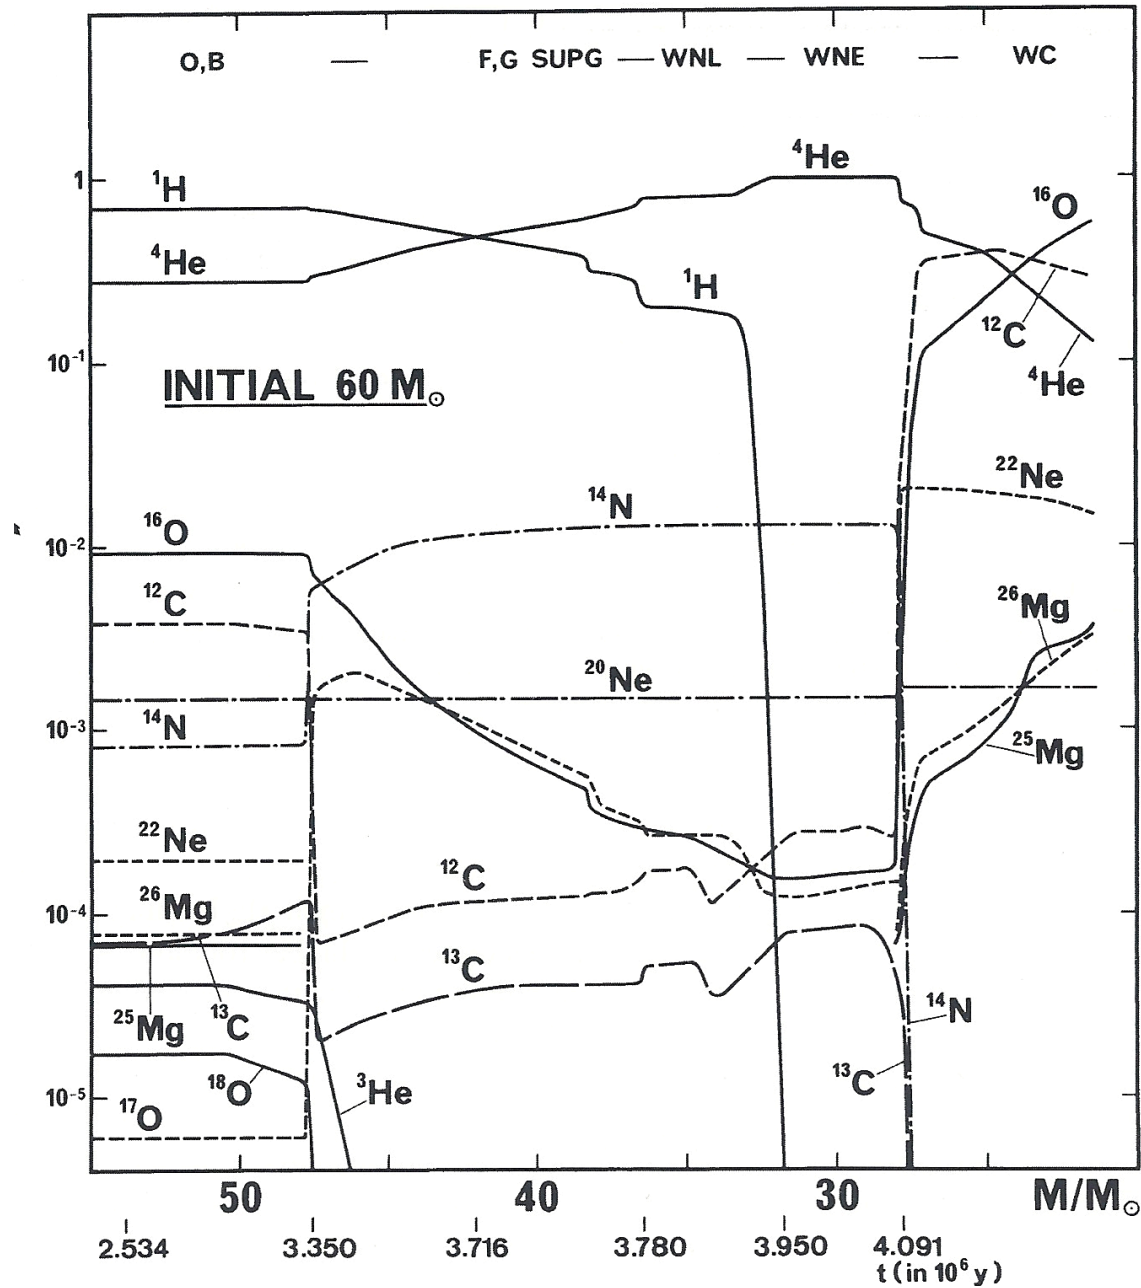 O,B — F,G SUPG — WNL — WNE — WC
⁴He
1 ¹H ¹⁶O
⁴He
¹H
¹²C
10⁻¹ ⁴He
INITIAL 60 M☉
²²Ne
¹⁴N
¹⁶O
10⁻²
¹²C ²⁶Mg
²⁰Ne
10⁻³ ¹⁴N
²⁵Mg
²²Ne
¹²C
²⁶Mg
10⁻⁴
¹³C
¹⁴N
²⁵Mg ¹³C
¹³C
¹⁸O ³He
10⁻⁵
¹⁷O
50 40 30 M/M☉
2.534 3.350 3.716 3.780 3.950 4.091
t (in 10⁶ y)